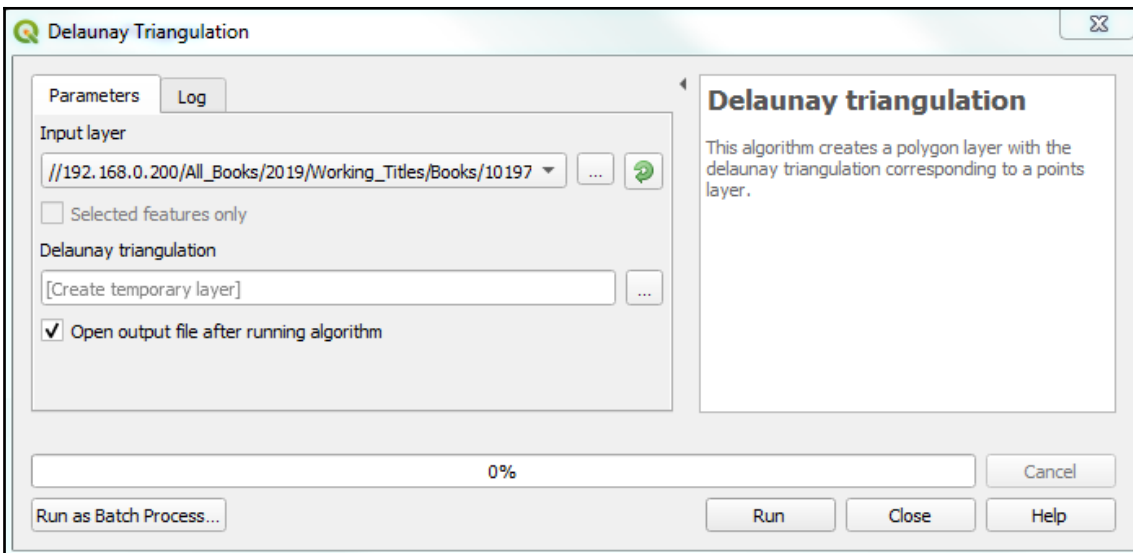 Delaunay Triangulation
Parameters
Log
Input layer
//192.168.0.200/All_Books/2019/Working_Titles/Books/10197
...
Selected features only
Delaunay triangulation
[Create temporary layer]
...
Open output file after running algorithm
Delaunay triangulation
This algorithm creates a polygon layer with the
delaunay triangulation corresponding to a points
layer.
0%
Cancel
Run as Batch Process...
Run
Close
Help